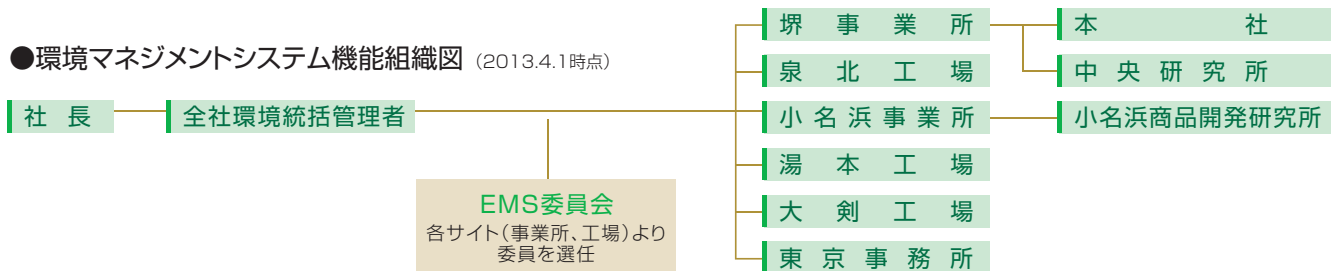 ●環境マネジメントシステム機能組織図 (2013.4.1時点)
社長
全社環境統括管理者
EMS委員会
各サイト(事業所、工場)より
委員を選任
堺事業所
泉北工場
小名浜事業所
湯本工場
大剣工場
東京事務所
本社
中央研究所
小名浜商品開発研究所